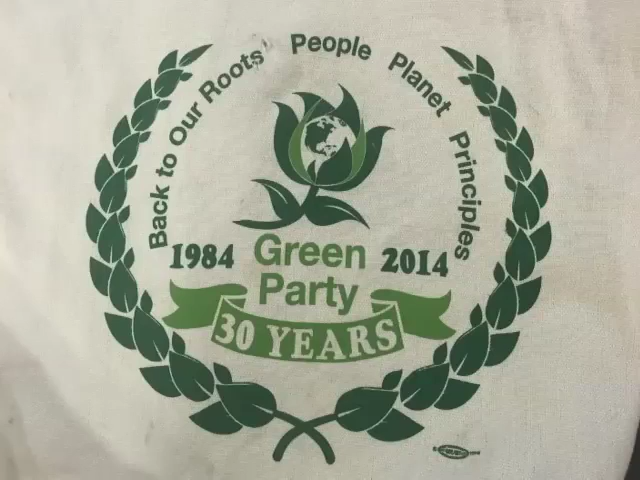 Back to Our Roots People Planet Principles
1984 Green 2014
Party
30 YEARS